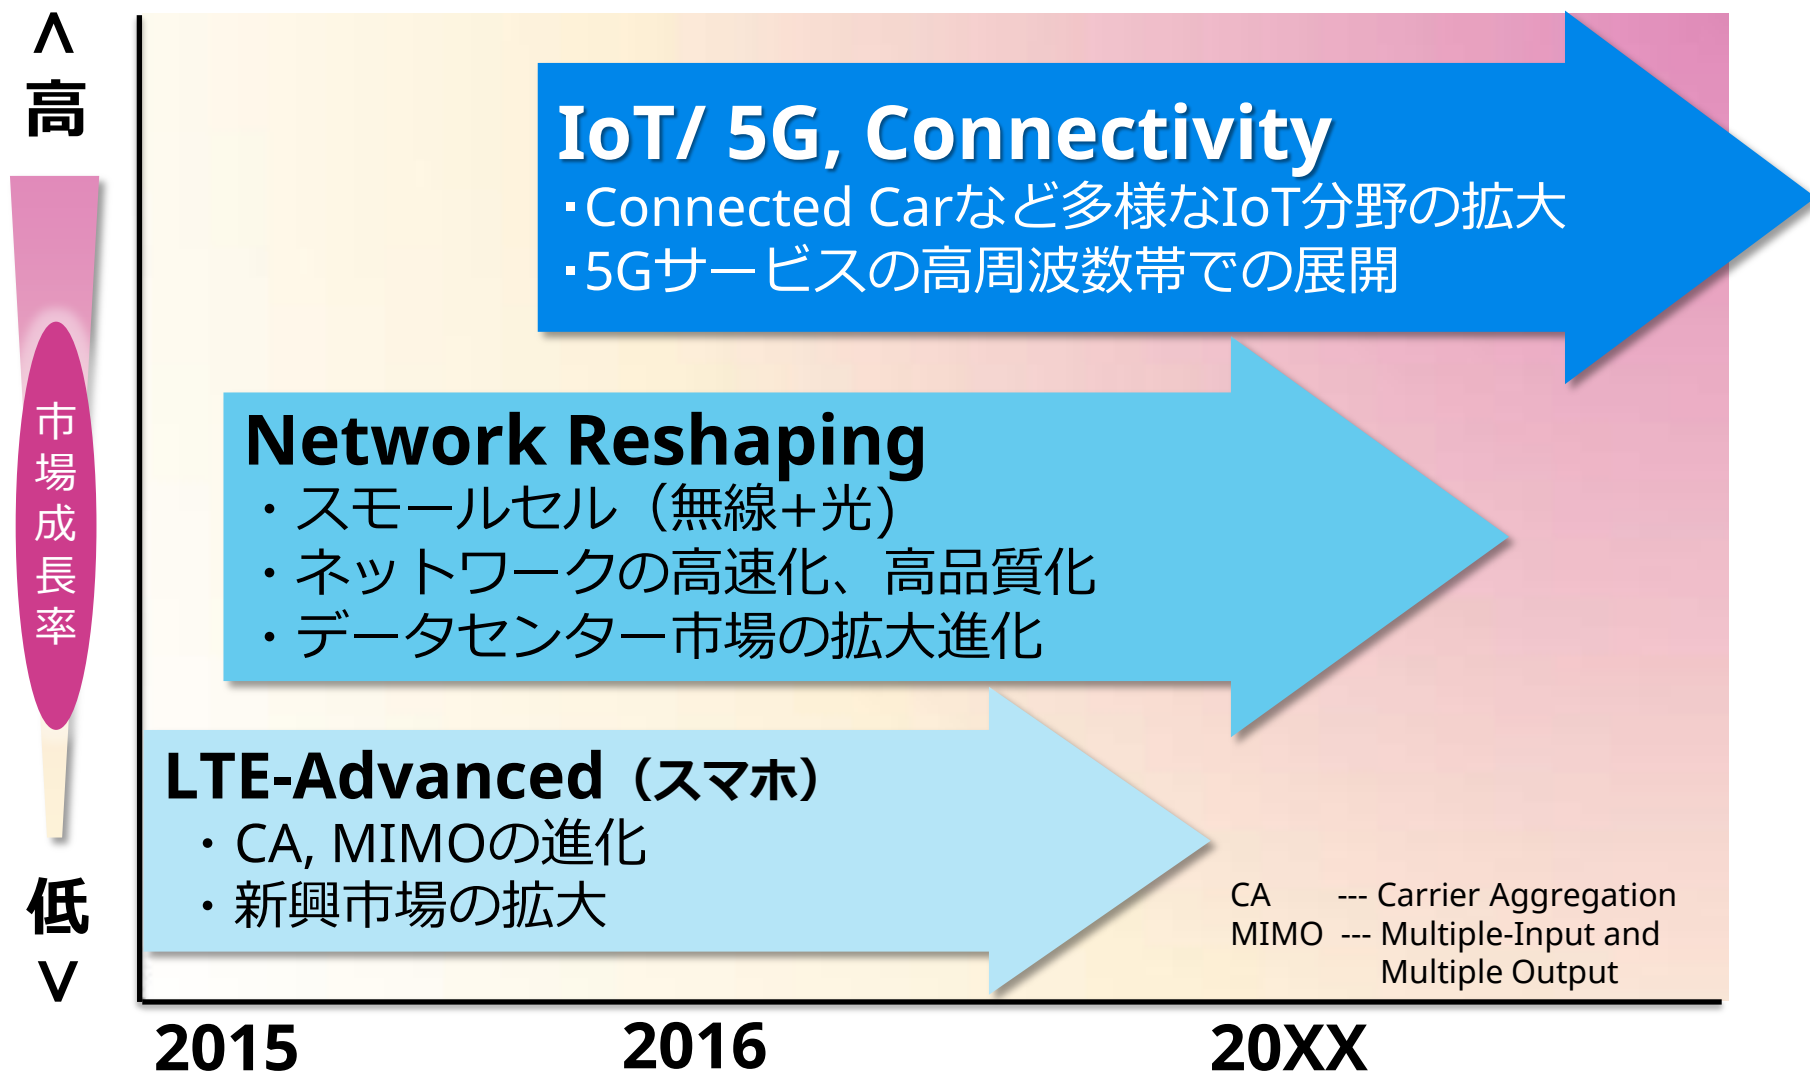 <
高
市場成長率
低
>
IoT/ 5G, Connectivity
・Connected Carなど多様なIoT分野の拡大
・5Gサービスの高周波数帯での展開
Network Reshaping
・スモールセル（無線+光)
・ネットワークの高速化、高品質化
・データセンター市場の拡大進化
LTE-Advanced（スマホ）
・CA, MIMOの進化
・新興市場の拡大
CA --- Carrier Aggregation
MIMO --- Multiple-Input and
Multiple Output
2015 2016 20XX